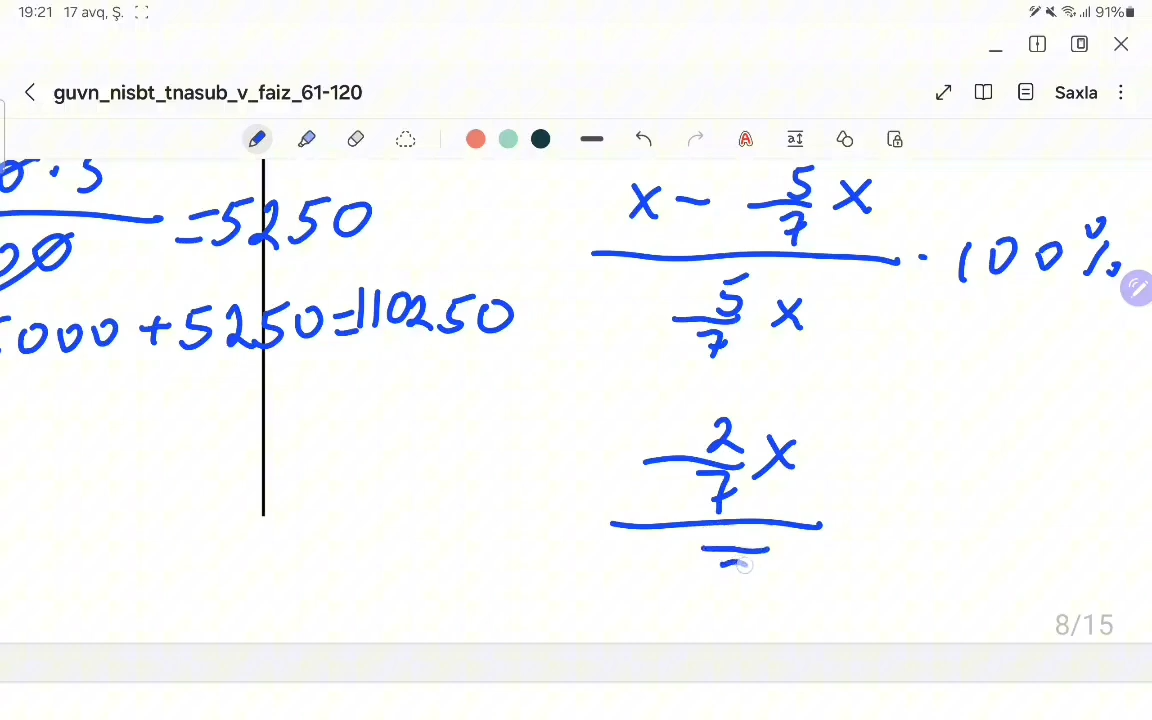 19:21 17 avq, Ş. 91%
guvn_nisbt_tnasub_v_faiz_61-120 Saxla
A a
· 5
= 5250
000 + 5250 = 110250
x - 5/7 x
5/7 x
· 100%
2/7 x
8/15